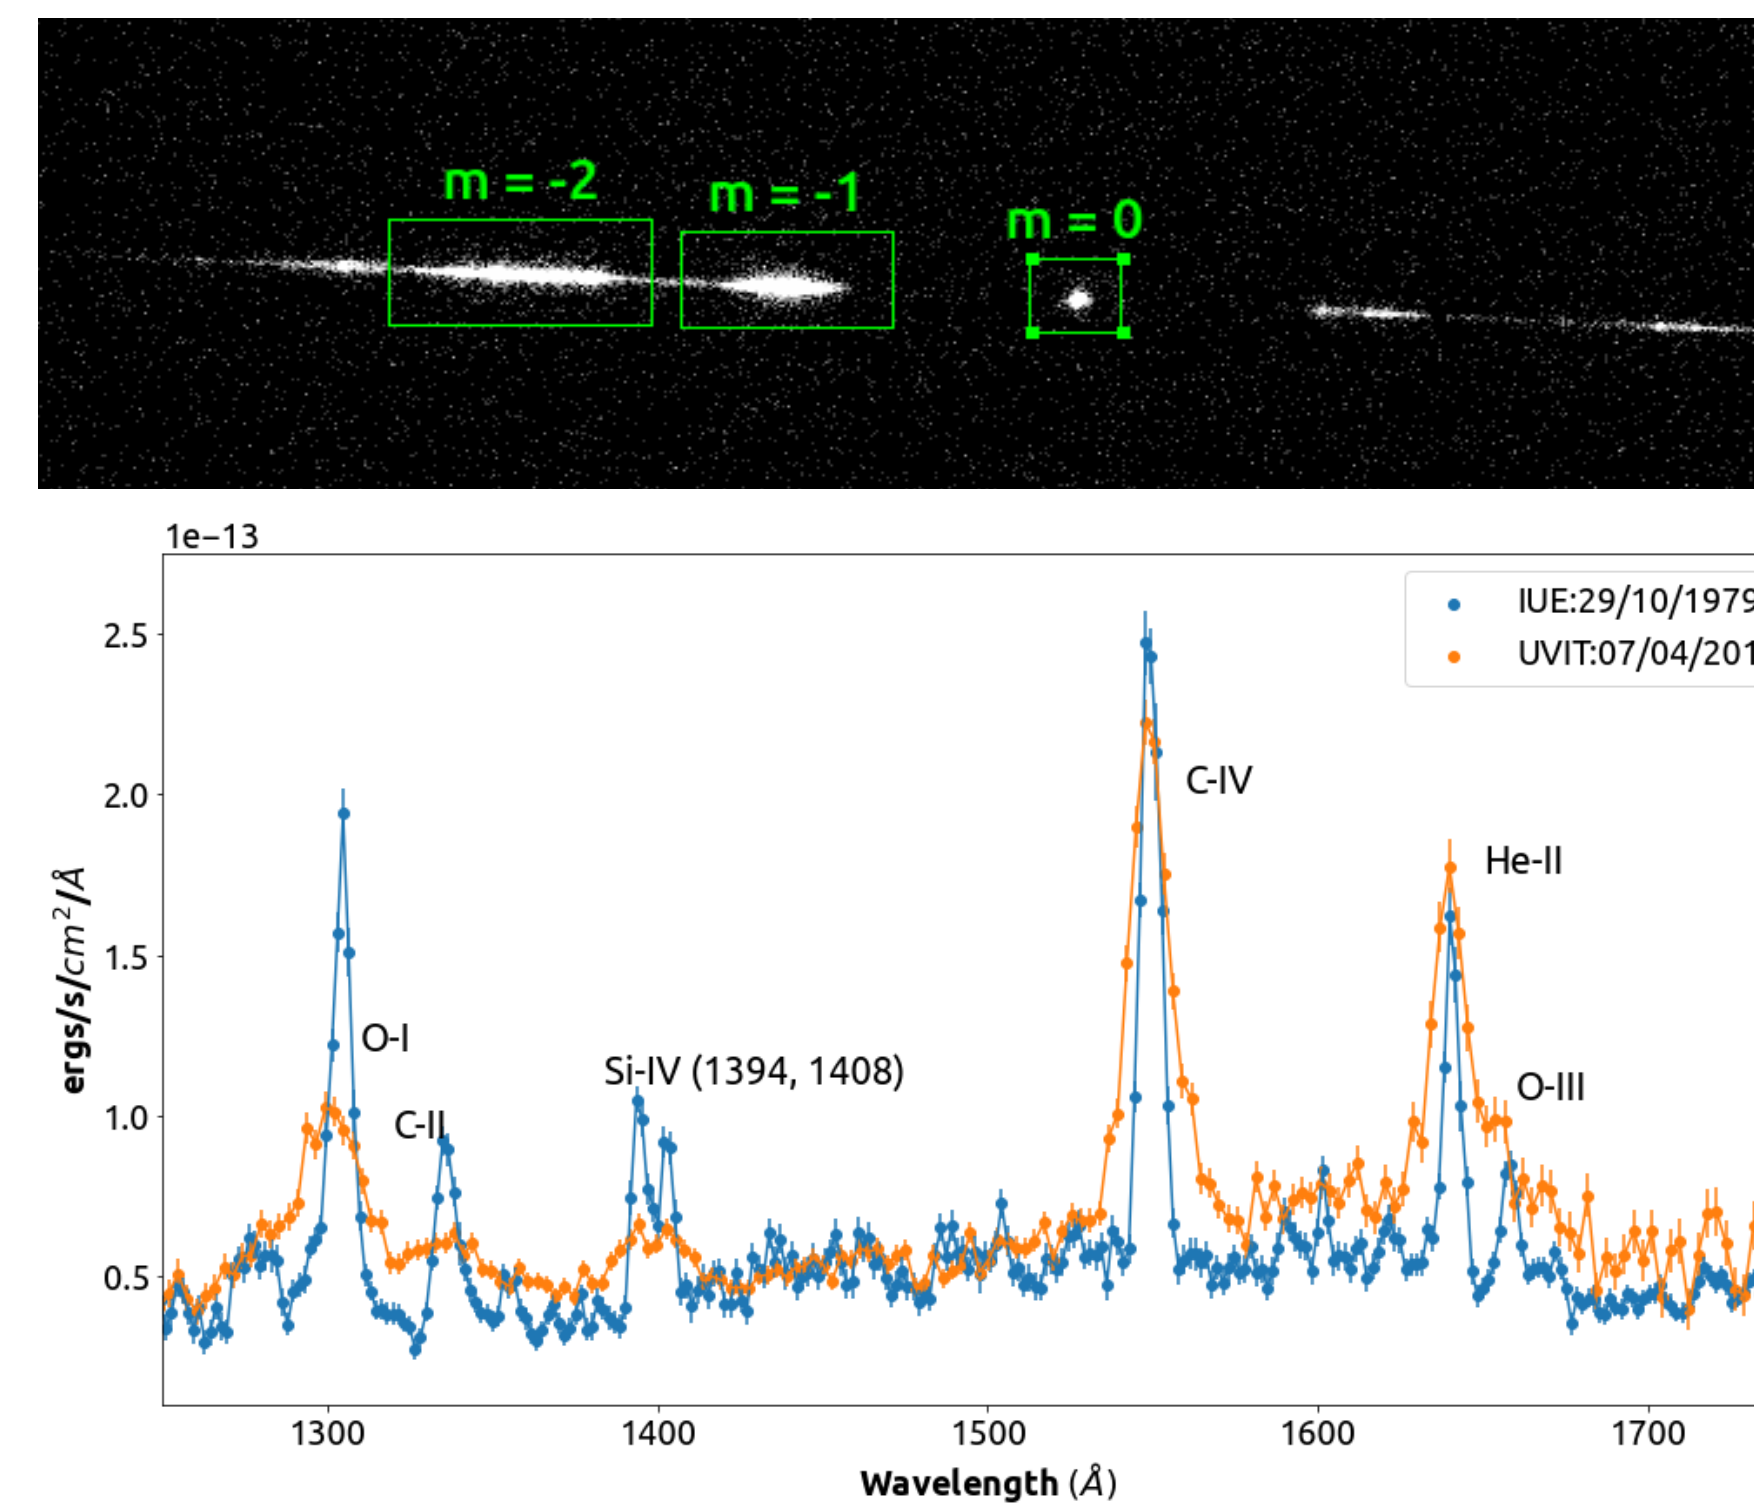 m = -2
m = -1
m = 0
1e−13
IUE:29/10/1979
UVIT:07/04/201
2.5
2.0
1.5
1.0
0.5
ergs/s/cm²/Å
C-IV
He-II
O-I
Si-IV (1394, 1408)
O-III
C-II
1300 1400 1500 1600 1700
Wavelength (Å)